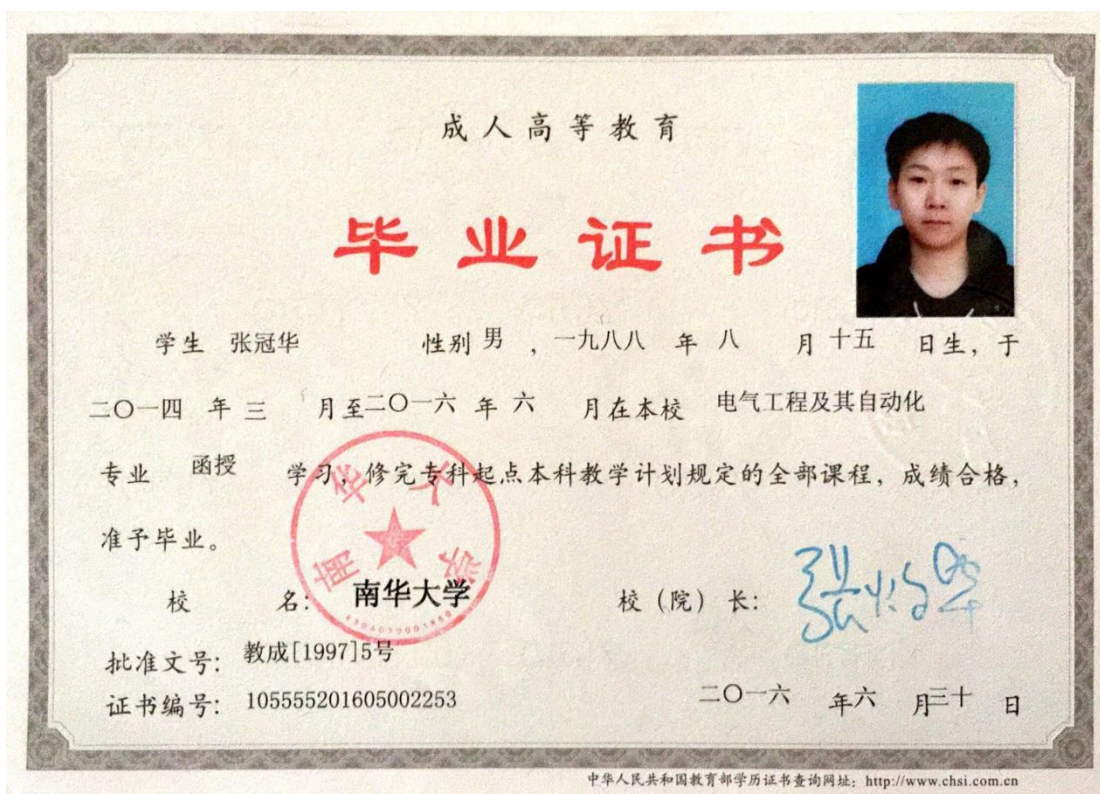 成人高等教育
毕业证书
学生 张冠华 性别 男 ，一九八八 年 八 月 十五 日生，于
二〇一四 年 三 月至二〇一六 年 六 月在本校 电气工程及其自动化
专业 函授 学习，修完专科起点本科教学计划规定的全部课程，成绩合格，
准予毕业。
南华大学
校 名：南华大学 校（院）长：
批准文号：教成[1997]5号
证书编号：105555201605002253 二〇一六 年六 月三十 日
中华人民共和国教育部学历证书查询网址：http://www.chsi.com.cn